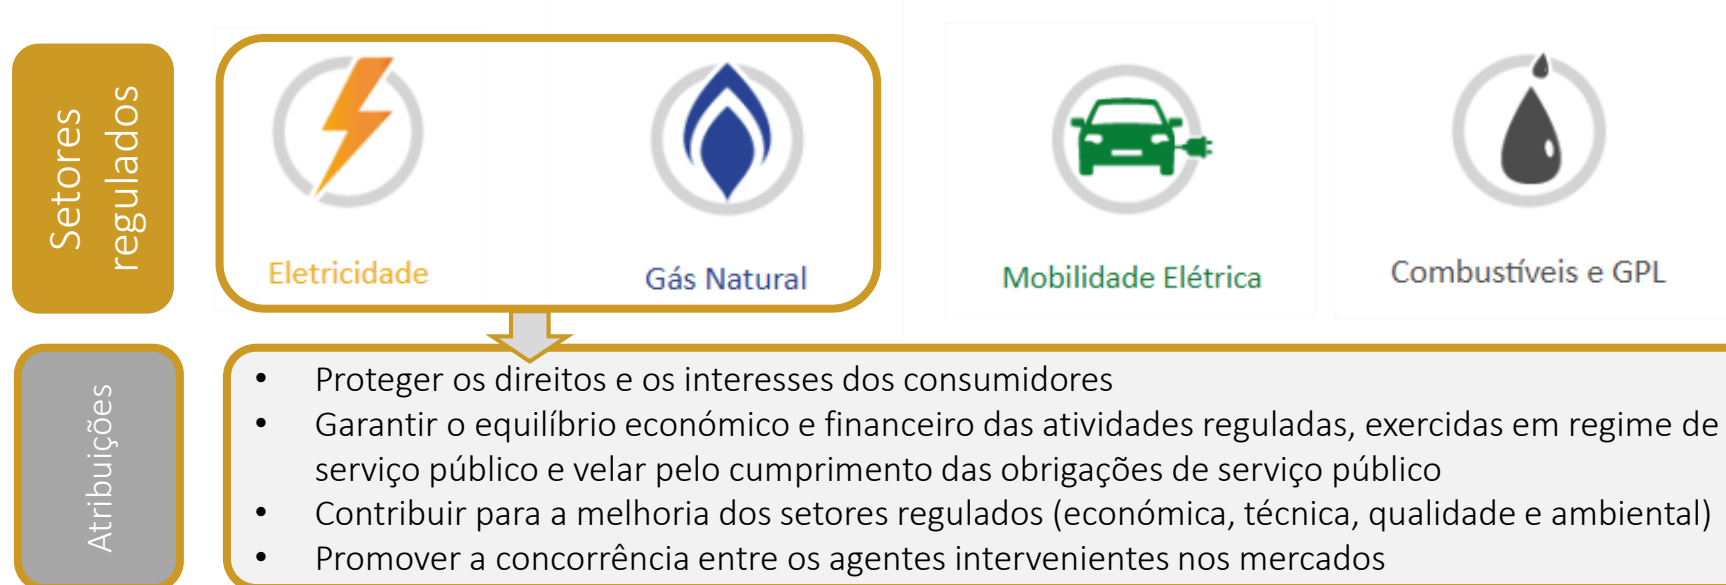 Setores
regulados
Eletricidade
Gás Natural
Mobilidade Elétrica
Combustíveis e GPL
Atribuições
• Proteger os direitos e os interesses dos consumidores
• Garantir o equilíbrio económico e financeiro das atividades reguladas, exercidas em regime de
serviço público e velar pelo cumprimento das obrigações de serviço público
• Contribuir para a melhoria dos setores regulados (económica, técnica, qualidade e ambiental)
• Promover a concorrência entre os agentes intervenientes nos mercados